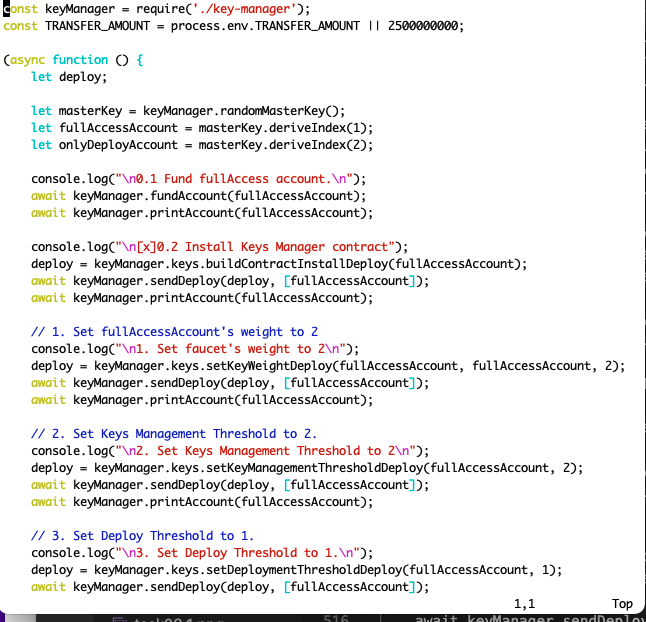 const keyManager = require('./key-manager');
const TRANSFER_AMOUNT = process.env.TRANSFER_AMOUNT || 2500000000;

(async function () {
    let deploy;

    let masterKey = keyManager.randomMasterKey();
    let fullAccessAccount = masterKey.deriveIndex(1);
    let onlyDeployAccount = masterKey.deriveIndex(2);

    console.log("\n0.1 Fund fullAccess account.\n");
    await keyManager.fundAccount(fullAccessAccount);
    await keyManager.printAccount(fullAccessAccount);

    console.log("\n[x]0.2 Install Keys Manager contract");
    deploy = keyManager.keys.buildContractInstallDeploy(fullAccessAccount);
    await keyManager.sendDeploy(deploy, [fullAccessAccount]);
    await keyManager.printAccount(fullAccessAccount);

    // 1. Set fullAccessAccount's weight to 2
    console.log("\n1. Set faucet's weight to 2\n");
    deploy = keyManager.keys.setKeyWeightDeploy(fullAccessAccount, fullAccessAccount, 2);
    await keyManager.sendDeploy(deploy, [fullAccessAccount]);
    await keyManager.printAccount(fullAccessAccount);

    // 2. Set Keys Management Threshold to 2.
    console.log("\n2. Set Keys Management Threshold to 2\n");
    deploy = keyManager.keys.setKeyManagementThresholdDeploy(fullAccessAccount, 2);
    await keyManager.sendDeploy(deploy, [fullAccessAccount]);
    await keyManager.printAccount(fullAccessAccount);

    // 3. Set Deploy Threshold to 1.
    console.log("\n3. Set Deploy Threshold to 1.\n");
    deploy = keyManager.keys.setDeploymentThresholdDeploy(fullAccessAccount, 1);
    await keyManager.sendDeploy(deploy, [fullAccessAccount]);
1,1 Top
516 await keyManager.sendDeploy